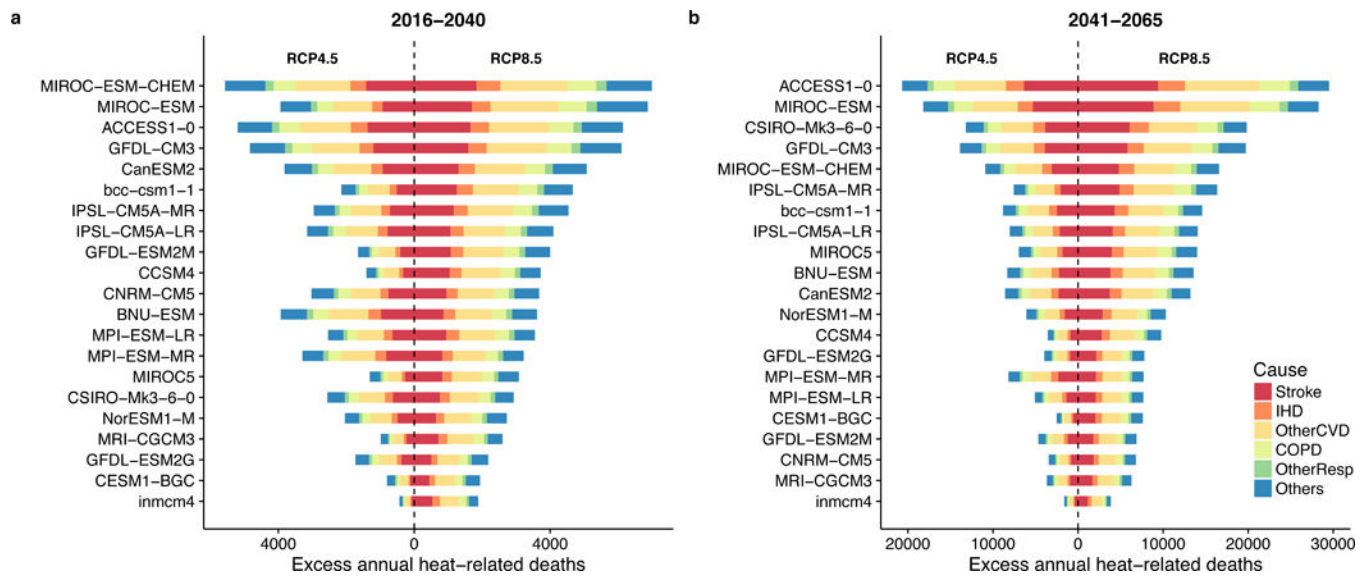 a
2016−2040
RCP4.5
RCP8.5
MIROC−ESM−CHEM
MIROC−ESM
ACCESS1−0
GFDL−CM3
CanESM2
bcc−csm1−1
IPSL−CM5A−MR
IPSL−CM5A−LR
GFDL−ESM2M
CCSM4
CNRM−CM5
BNU−ESM
MPI−ESM−LR
MPI−ESM−MR
MIROC5
CSIRO−Mk3−6−0
NorESM1−M
MRI−CGCM3
GFDL−ESM2G
CESM1−BGC
inmcm4
4000 0 4000
Excess annual heat−related deaths
b
2041−2065
RCP4.5
RCP8.5
ACCESS1−0
MIROC−ESM
CSIRO−Mk3−6−0
GFDL−CM3
MIROC−ESM−CHEM
IPSL−CM5A−MR
bcc−csm1−1
IPSL−CM5A−LR
MIROC5
BNU−ESM
CanESM2
NorESM1−M
CCSM4
GFDL−ESM2G
MPI−ESM−MR
MPI−ESM−LR
CESM1−BGC
GFDL−ESM2M
CNRM−CM5
MRI−CGCM3
inmcm4
20000 10000 0 10000 20000 30000
Excess annual heat−related deaths
Cause
Stroke
IHD
OtherCVD
COPD
OtherResp
Others